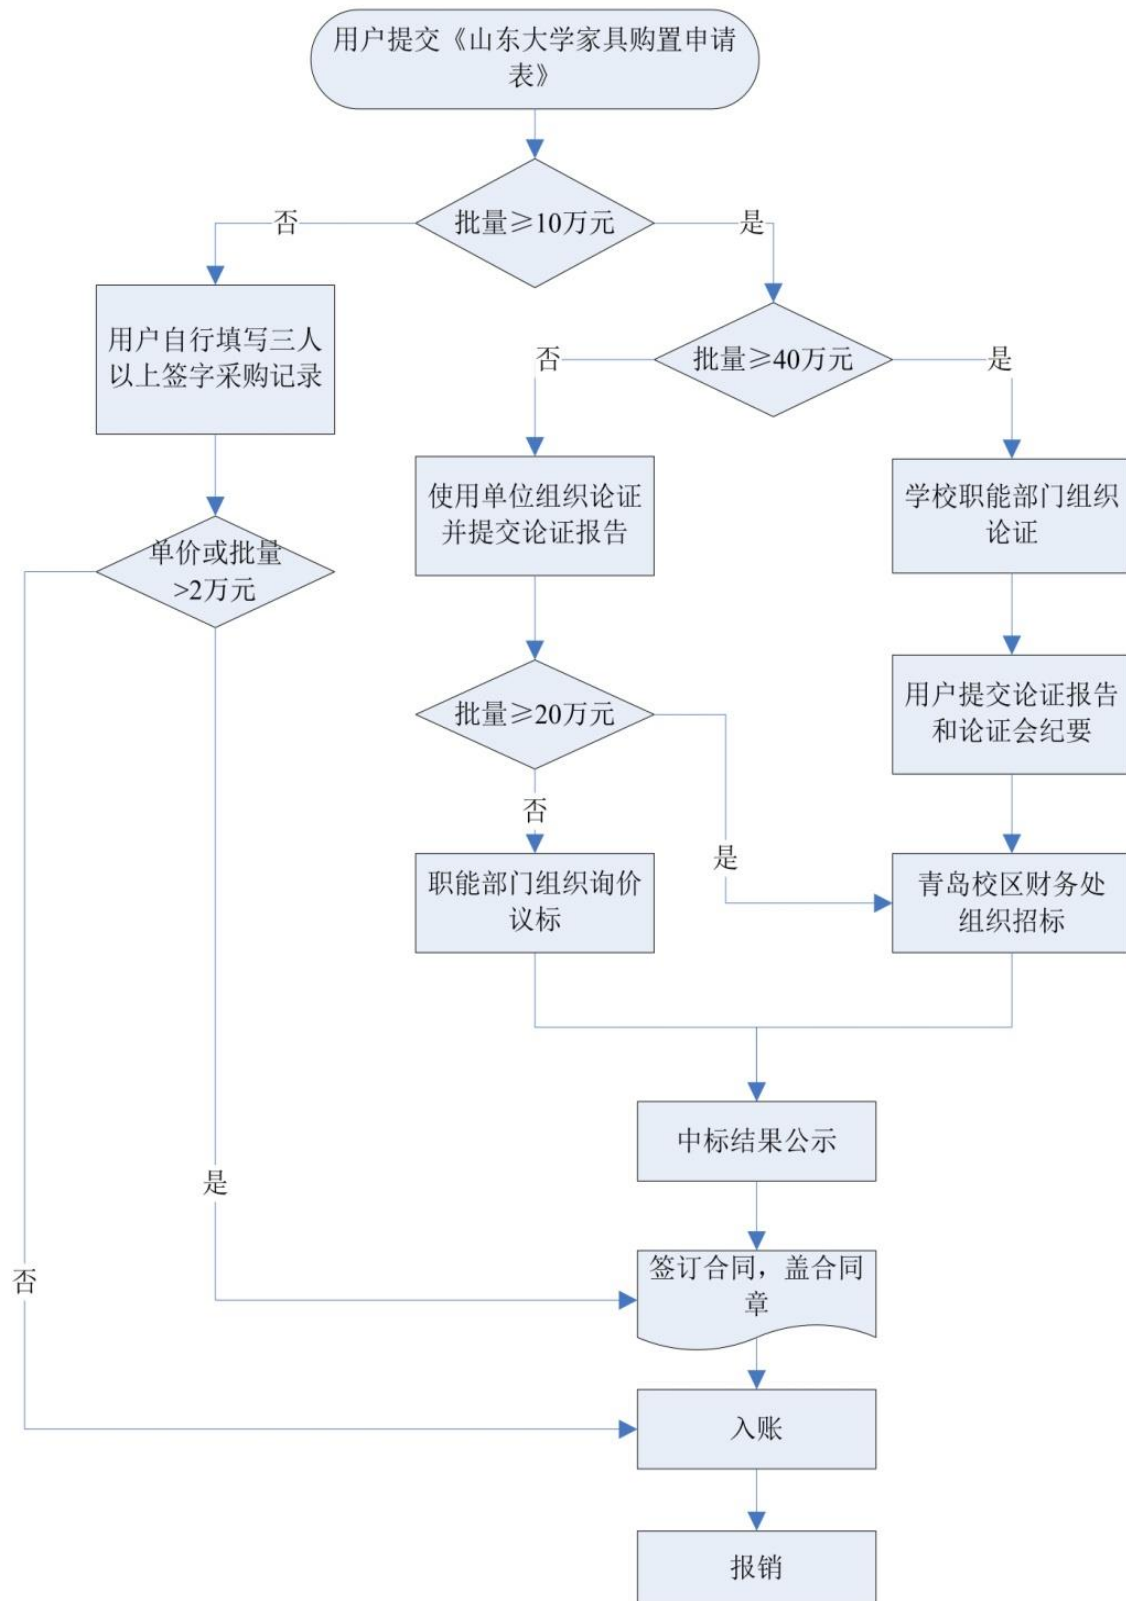 用户提交《山东大学家具购置申请
表》
批量≥10万元
否
是
用户自行填写三人
以上签字采购记录
批量≥40万元
否
是
使用单位组织论证
并提交论证报告
学校职能部门组织
论证
单价或批量
>2万元
批量≥20万元
用户提交论证报告
和论证会纪要
否
是
职能部门组织询价
议标
青岛校区财务处
组织招标
中标结果公示
是
否
签订合同，盖合同
章
入账
报销